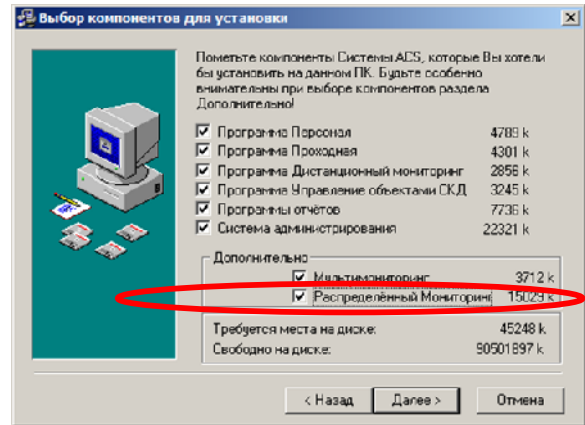 Выбор компонентов для установки
Пометьте компоненты Системы ACS, которые Вы хотели
бы установить на данном ПК. Будьте особенно
внимательны при выборе компонентов раздела
Дополнительно!
Программа Персонал 4789 k
Программа Проходная 4301 k
Программа Дистанционный мониторинг 2856 k
Программа Управление объектами СКД 3245 k
Программы отчётов 7736 k
Система администрирования 22321 k
Дополнительно
Мультимониторинг 3712 k
Распределённый Мониторинг 15029 k
Требуется места на диске: 45248 k
Свободно на диске: 90501897 k
< Назад
Далее >
Отмена